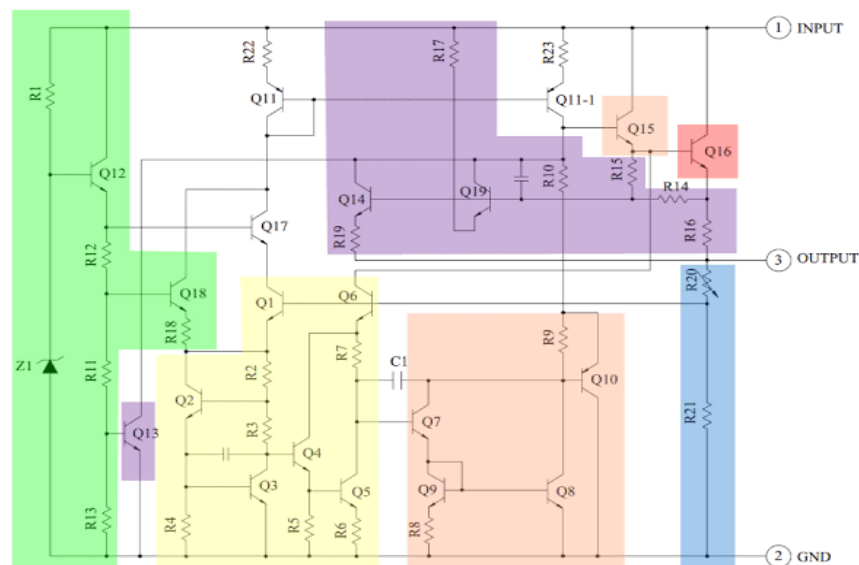 1 INPUT
R22
R17
R23
R1
Q11
Q11-1
Q15
Q16
Q12
R15
R10
R14
Q14
Q19
R16
Q17
R19
R12
3 OUTPUT
R20
Q18
Q1
Q6
R18
R7
R9
Z1
R11
R2
C1
Q10
Q2
R3
R21
Q7
Q13
Q4
Q3
Q5
Q9
Q8
R13
R4
R5
R6
R8
2 GND